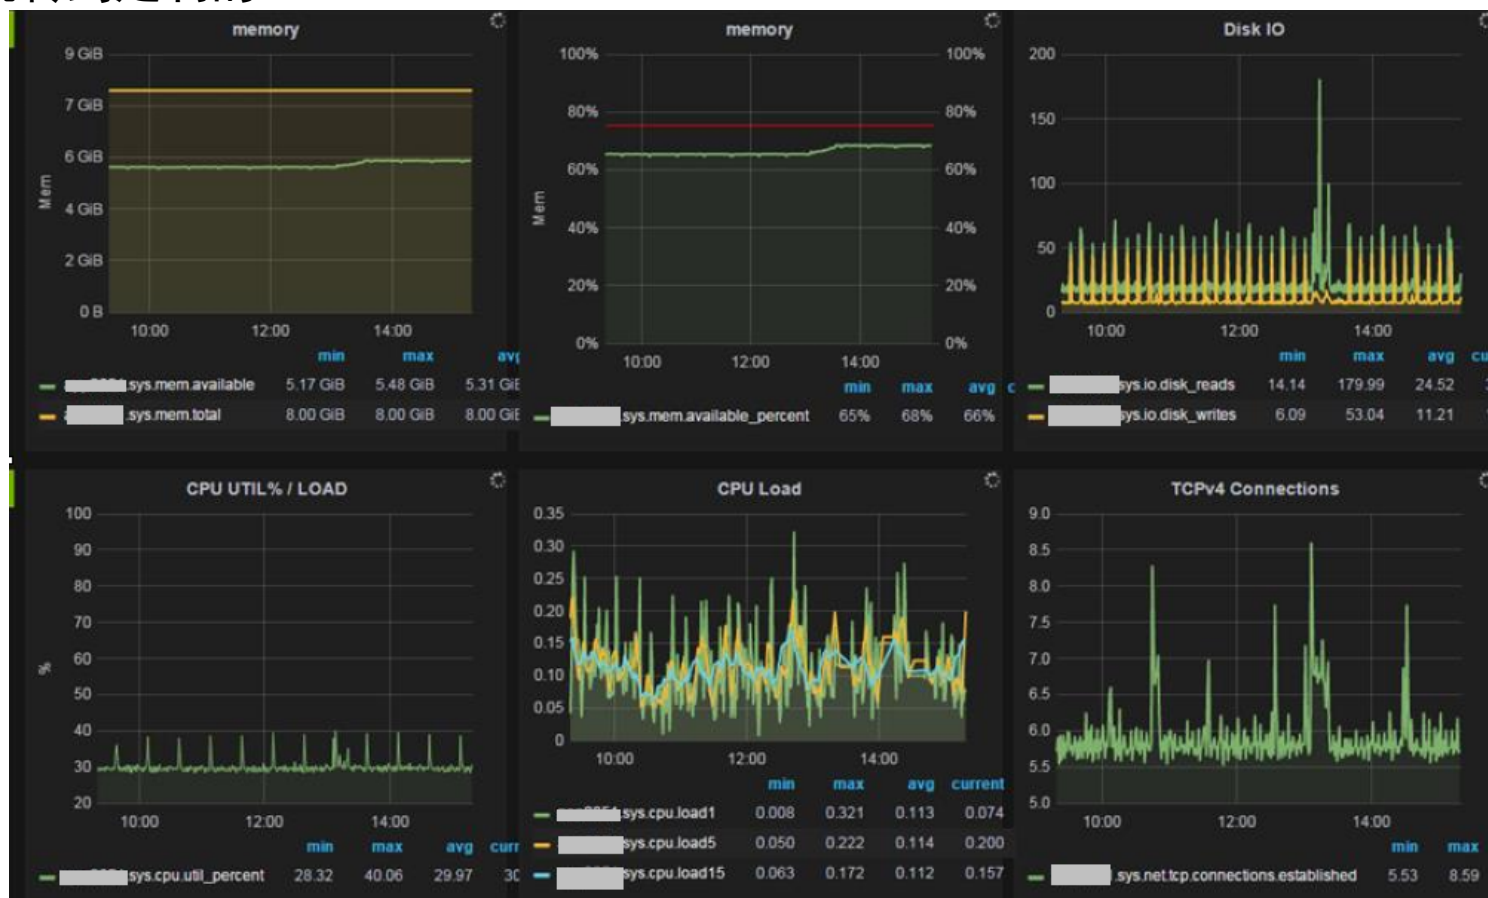 memory
9 GiB
7 GiB
6 GiB
4 GiB
2 GiB
0 B
Mem
10:00 12:00 14:00
min max avg
.sys.mem.available 5.17 GiB 5.48 GiB 5.31 GiB
.sys.mem.total 8.00 GiB 8.00 GiB 8.00 GiB
memory
100% 100%
80% 80%
60% 60%
40% 40%
20% 20%
0% 0%
Mem
10:00 12:00 14:00
min max avg c
sys.mem.available_percent 65% 68% 66%
Disk IO
200
150
100
50
0
10:00 12:00 14:00
min max avg cu
sys.io.disk_reads 14.14 179.99 24.52
sys.io.disk_writes 6.09 53.04 11.21
CPU UTIL% / LOAD
100
90
80
70
60
50
40
30
20
%
10:00 12:00 14:00
min max avg curr
sys.cpu.util_percent 28.32 40.06 29.97 30
CPU Load
0.35
0.30
0.25
0.20
0.15
0.10
0.05
0
10:00 12:00 14:00
min max avg current
sys.cpu.load1 0.008 0.321 0.113 0.074
sys.cpu.load5 0.050 0.222 0.114 0.200
sys.cpu.load15 0.063 0.172 0.112 0.157
TCPv4 Connections
9.0
8.5
8.0
7.5
7.0
6.5
6.0
5.5
5.0
10:00 12:00 14:00
min max
.sys.net.tcp.connections.established 5.53 8.59